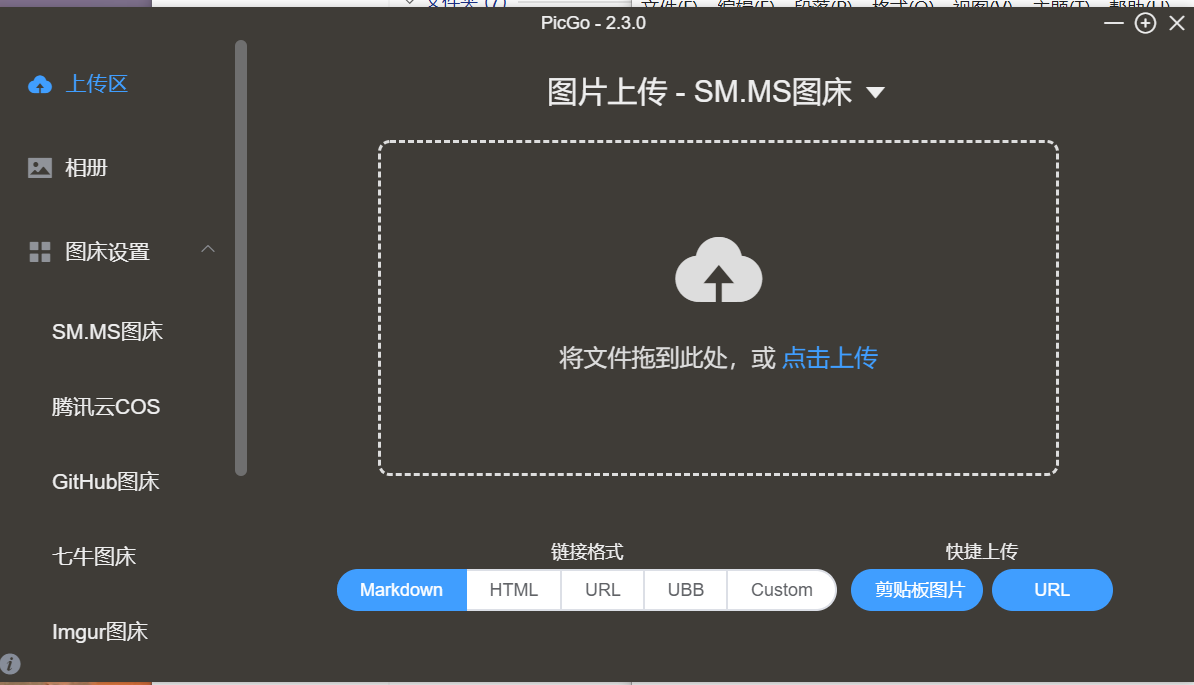 PicGo - 2.3.0
上传区
相册
图床设置
SM.MS图床
腾讯云COS
GitHub图床
七牛图床
Imgur图床
图片上传 - SM.MS图床
将文件拖到此处，或 点击上传
链接格式
Markdown HTML URL UBB Custom
快捷上传
剪贴板图片 URL